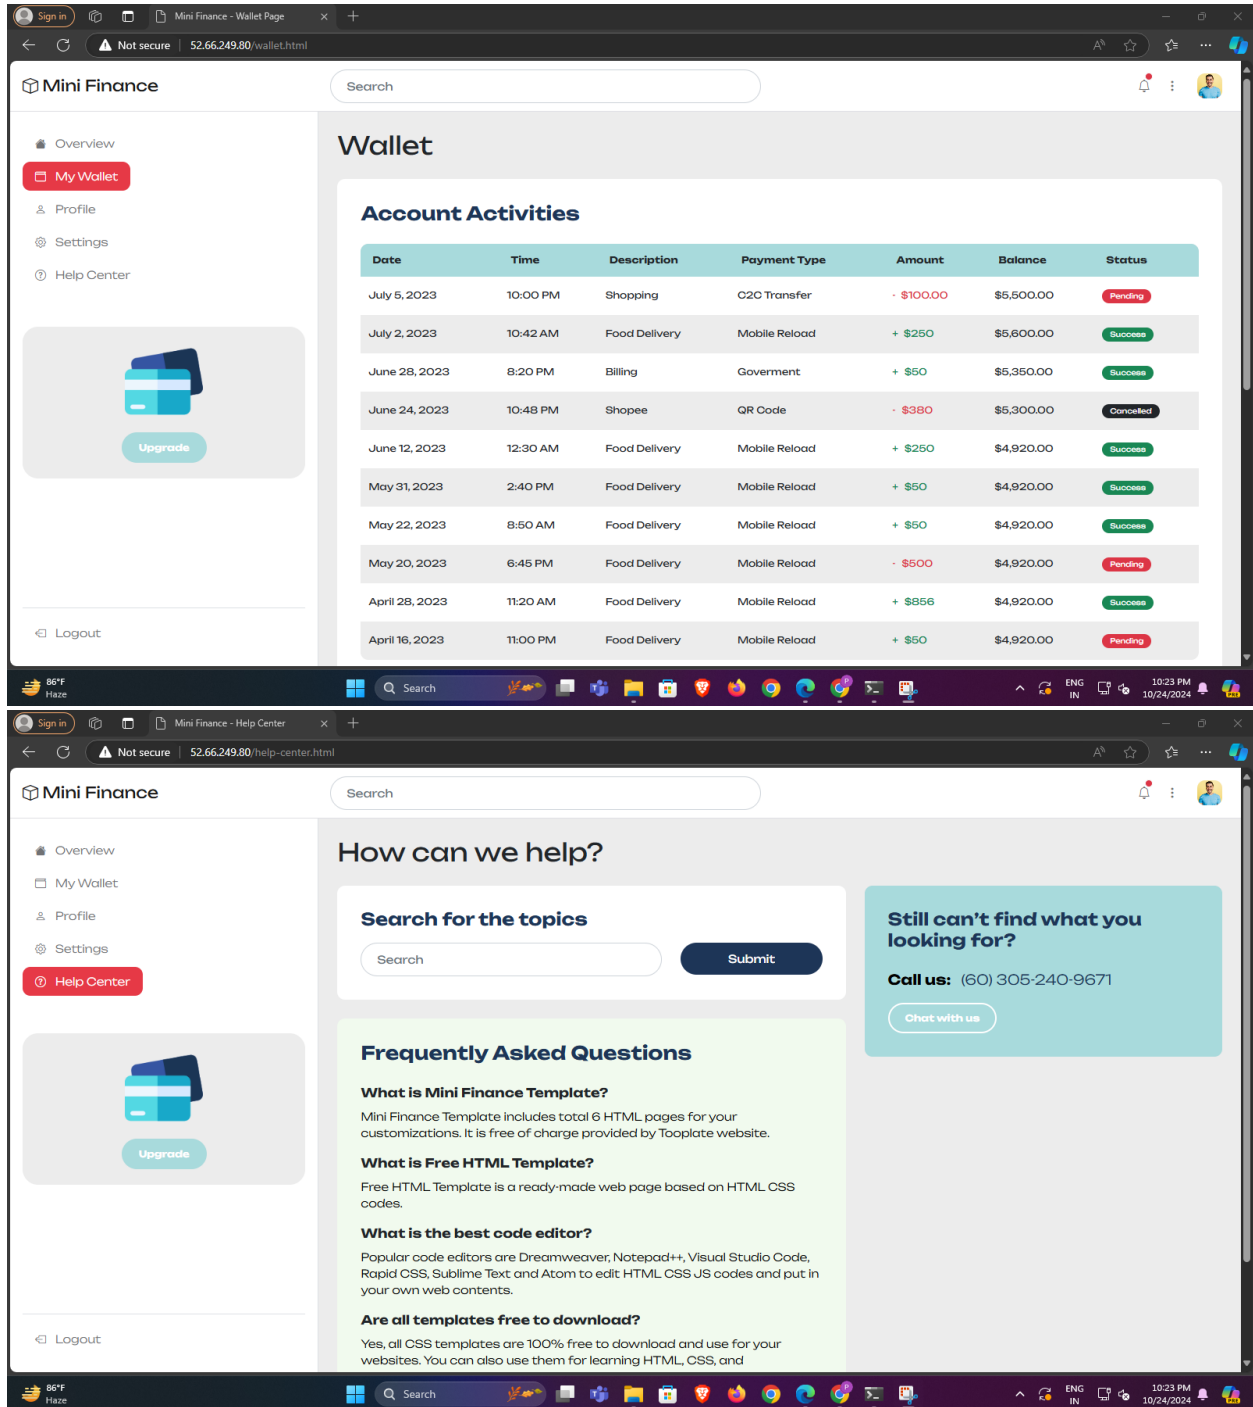 Sign in
Mini Finance - Wallet Page
Not secure | 52.66.249.80/wallet.html
Mini Finance
Search
Overview
My Wallet
Profile
Settings
Help Center
Upgrade
Logout
Wallet
Account Activities
Date Time Description Payment Type Amount Balance Status
July 5, 2023 10:00 PM Shopping C2C Transfer - $100.00 $5,500.00 Pending
July 2, 2023 10:42 AM Food Delivery Mobile Reload + $250 $5,600.00 Success
June 28, 2023 8:20 PM Billing Goverment + $50 $5,350.00 Success
June 24, 2023 10:48 PM Shopee QR Code - $380 $5,300.00 Cancelled
June 12, 2023 12:30 AM Food Delivery Mobile Reload + $250 $4,920.00 Success
May 31, 2023 2:40 PM Food Delivery Mobile Reload + $50 $4,920.00 Success
May 22, 2023 8:50 AM Food Delivery Mobile Reload + $50 $4,920.00 Success
May 20, 2023 6:45 PM Food Delivery Mobile Reload - $500 $4,920.00 Pending
April 28, 2023 11:20 AM Food Delivery Mobile Reload + $856 $4,920.00 Success
April 16, 2023 11:00 PM Food Delivery Mobile Reload + $50 $4,920.00 Pending
86°F
Haze
Search
ENG
IN
10:23 PM
10/24/2024
Sign in
Mini Finance - Help Center
Not secure | 52.66.249.80/help-center.html
Mini Finance
Search
Overview
My Wallet
Profile
Settings
Help Center
Upgrade
Logout
How can we help?
Search for the topics
Search
Submit
Frequently Asked Questions
What is Mini Finance Template?
Mini Finance Template includes total 6 HTML pages for your
customizations. It is free of charge provided by Tooplate website.
What is Free HTML Template?
Free HTML Template is a ready-made web page based on HTML CSS
codes.
What is the best code editor?
Popular code editors are Dreamweaver, Notepad++, Visual Studio Code,
Rapid CSS, Sublime Text and Atom to edit HTML CSS JS codes and put in
your own web contents.
Are all templates free to download?
Yes, all CSS templates are 100% free to download and use for your
websites. You can also use them for learning HTML, CSS, and
Still can’t find what you
looking for?
Call us: (60) 305-240-9671
Chat with us
86°F
Haze
Search
ENG
IN
10:23 PM
10/24/2024